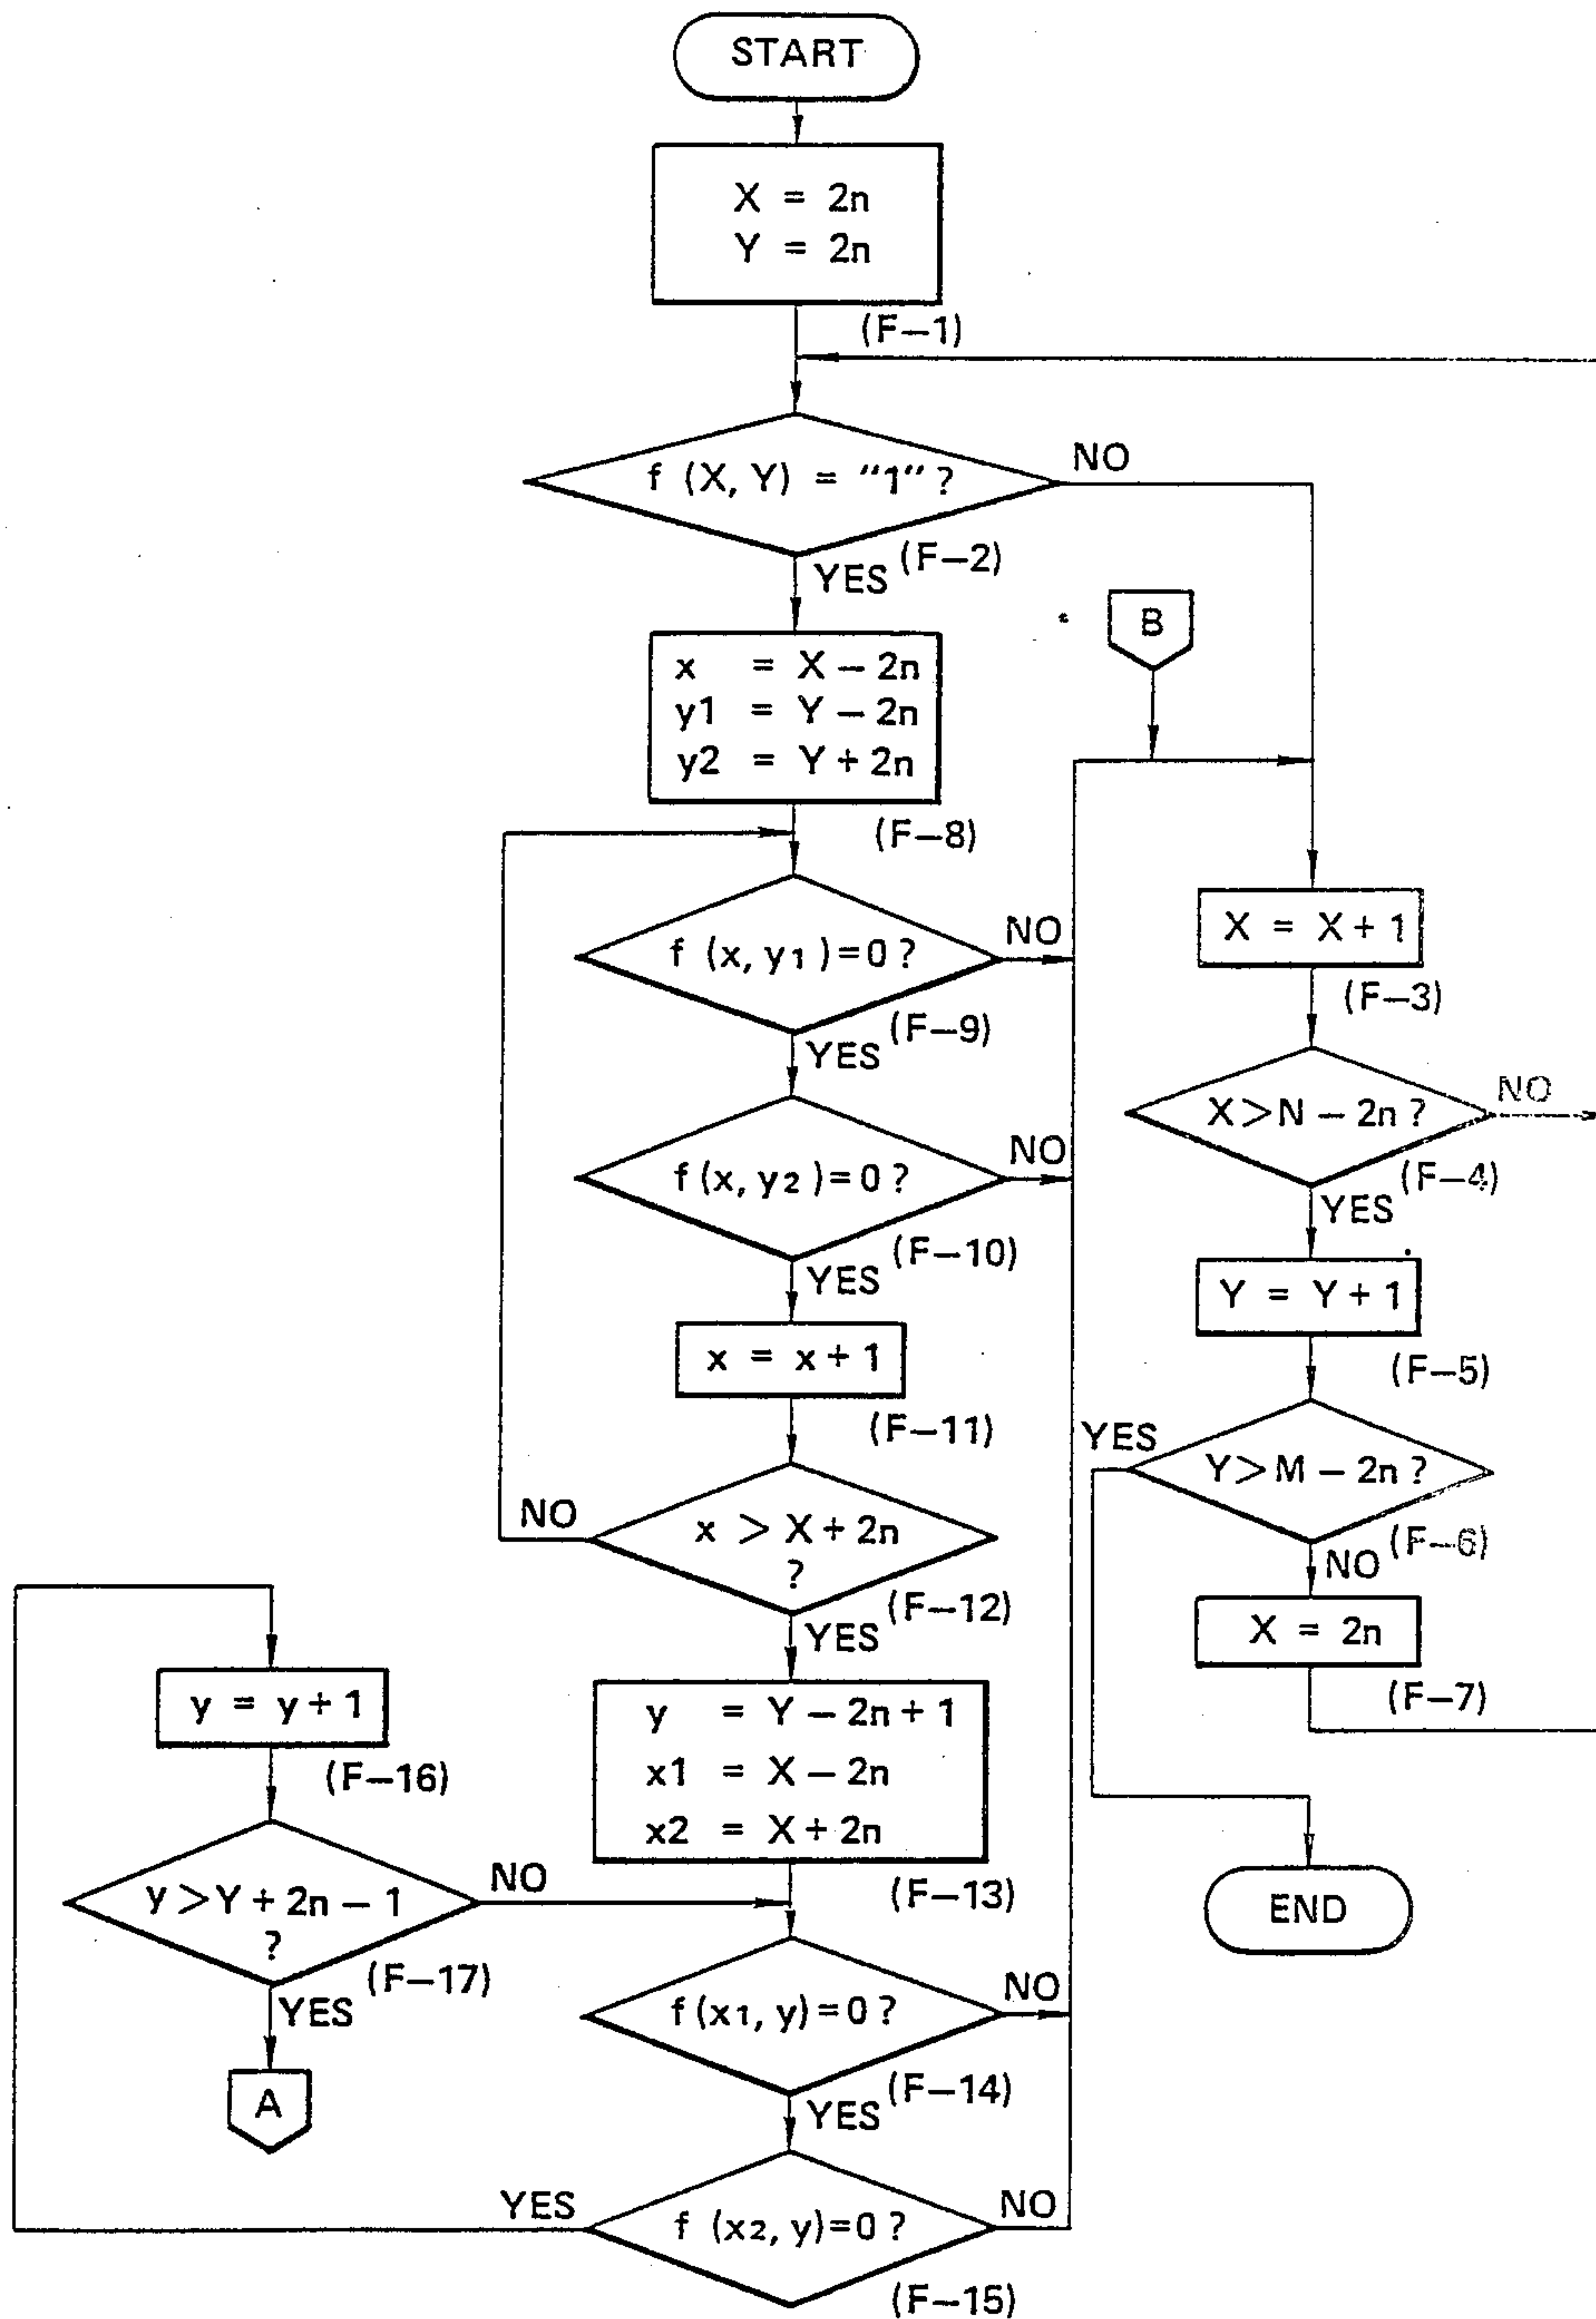 START
X = 2n
Y = 2n
(F-1)
f (X, Y) = "1" ?
NO
(F-2)
YES
B
x = X - 2n
y1 = Y - 2n
y2 = Y + 2n
(F-8)
f (x, y1) = 0 ?
NO
(F-9)
YES
X = X + 1
(F-3)
f (x, y2) = 0 ?
NO
(F-10)
YES
X > N - 2n ?
NO
(F-4)
YES
x = x + 1
(F-11)
Y = Y + 1
(F-5)
x > X + 2n
?
NO
(F-12)
YES
Y > M - 2n ?
YES
(F-6)
NO
X = 2n
(F-7)
y = y + 1
(F-16)
y = Y - 2n + 1
x1 = X - 2n
x2 = X + 2n
(F-13)
y > Y + 2n - 1
?
NO
(F-17)
YES
A
END
f (x1, y) = 0 ?
NO
(F-14)
YES
f (x2, y) = 0 ?
YES
NO
(F-15)